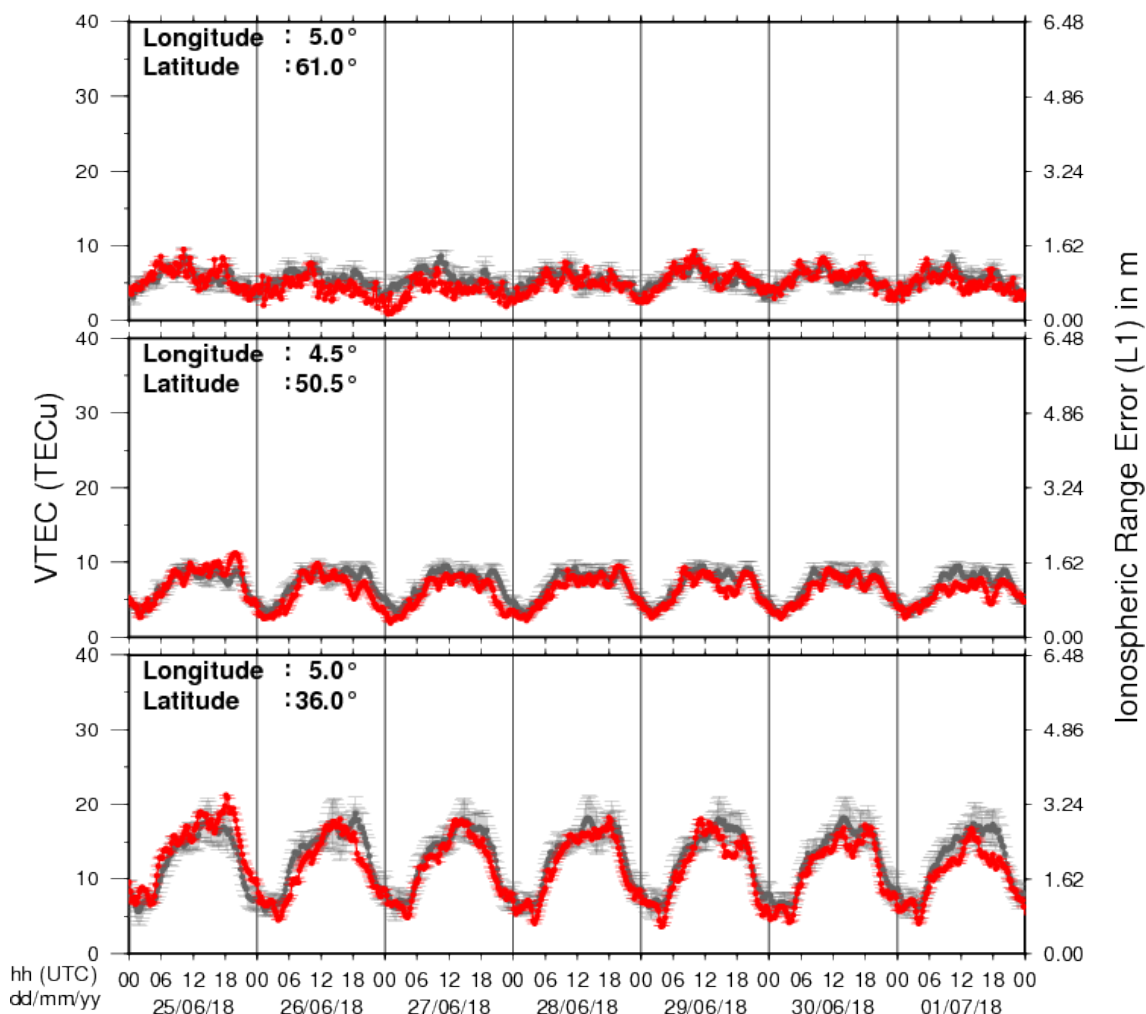 40 6.48
Longitude : 5.0°
Latitude :61.0°
30 4.86
20 3.24
10 1.62
0 0.00
40 6.48
Longitude : 4.5°
Latitude :50.5°
30 4.86
20 3.24
10 1.62
0 0.00
40 6.48
Longitude : 5.0°
Latitude :36.0°
30 4.86
20 3.24
10 1.62
0 0.00
VTEC (TECu)
Ionospheric Range Error (L1) in m
hh (UTC) 00 06 12 18 00 06 12 18 00 06 12 18 00 06 12 18 00 06 12 18 00 06 12 18 00 06 12 18 00
dd/mm/yy 25/06/18 26/06/18 27/06/18 28/06/18 29/06/18 30/06/18 01/07/18